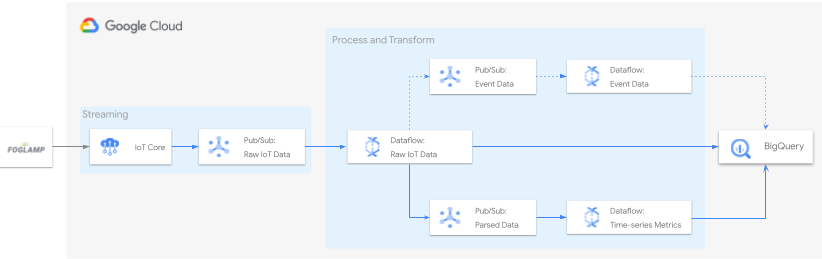 Google Cloud
Process and Transform
Pub/Sub:
Event Data
Dataflow:
Event Data
Streaming
FOGLAMP
IoT Core
Pub/Sub:
Raw IoT Data
Dataflow:
Raw IoT Data
BigQuery
Pub/Sub:
Parsed Data
Dataflow:
Time-series Metrics